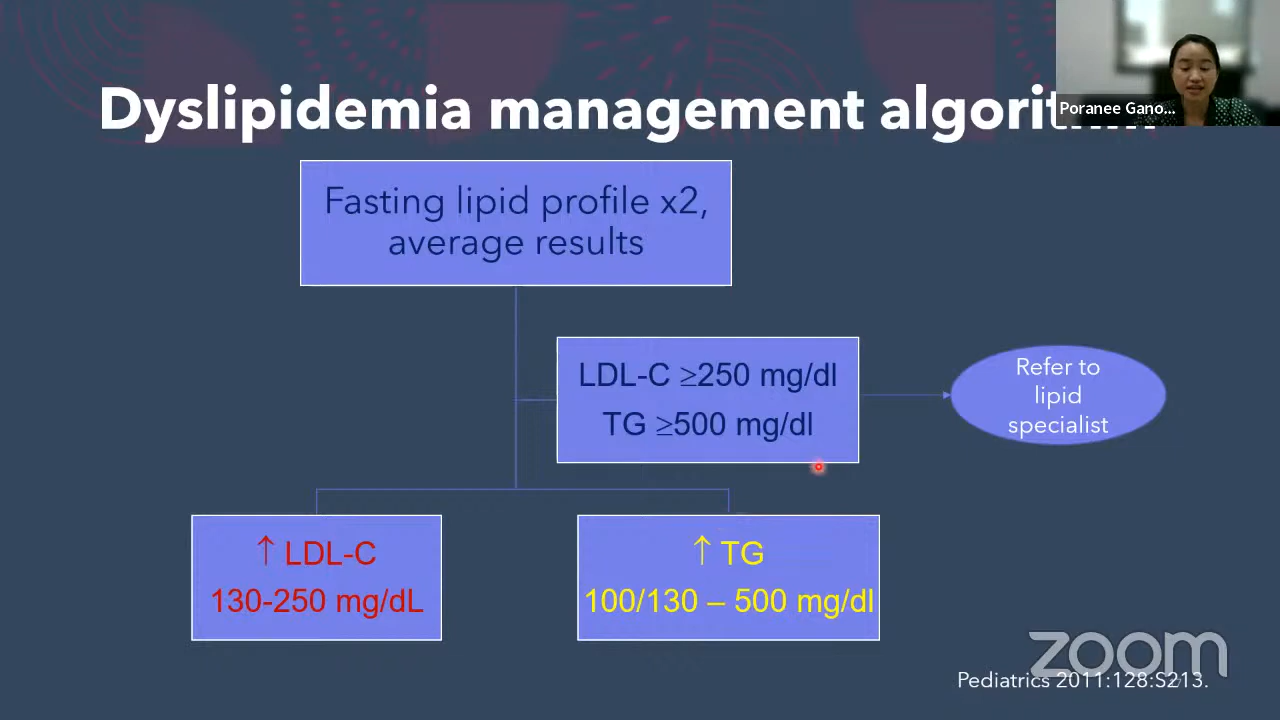 Dyslipidemia management algorithm
Poranee Gano...
Fasting lipid profile x2,
average results
LDL-C ≥250 mg/dl
TG ≥500 mg/dl
Refer to
lipid
specialist
↑ LDL-C
130-250 mg/dL
↑ TG
100/130 – 500 mg/dl
zoom
Pediatrics 2011:128:S213.